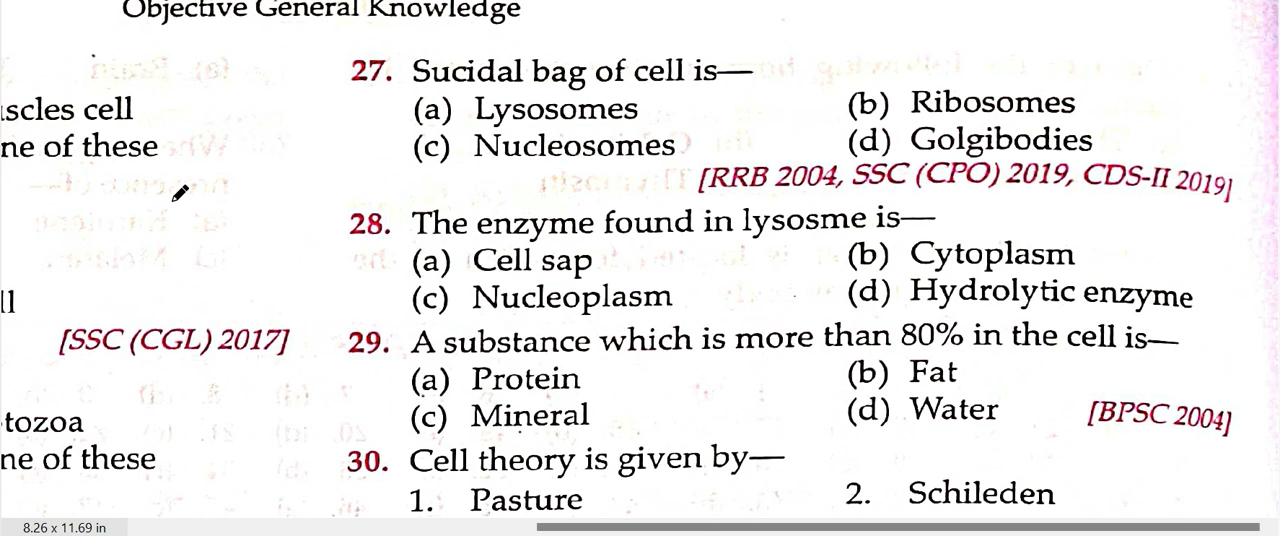 Objective General Knowledge
scles cell
ne of these
ll
[SSC (CGL) 2017]
tozoa
ne of these
27. Sucidal bag of cell is—
(a) Lysosomes (b) Ribosomes
(c) Nucleosomes (d) Golgibodies
[RRB 2004, SSC (CPO) 2019, CDS-II 2019]
28. The enzyme found in lysosme is—
(a) Cell sap (b) Cytoplasm
(c) Nucleoplasm (d) Hydrolytic enzyme
29. A substance which is more than 80% in the cell is—
(a) Protein (b) Fat
(c) Mineral (d) Water [BPSC 2004]
30. Cell theory is given by—
1. Pasture 2. Schileden
8.26 x 11.69 in